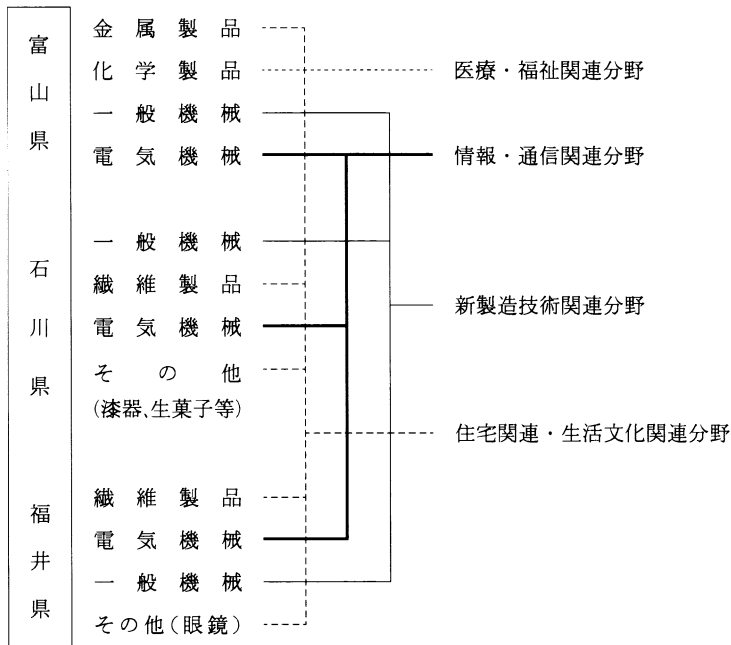 富山県
金属製品
化学製品
医療・福祉関連分野
一般機械
電気機械
情報・通信関連分野
石川県
一般機械
繊維製品
新製造技術関連分野
電気機械
その他
(漆器、生菓子等)
住宅関連・生活文化関連分野
福井県
繊維製品
電気機械
一般機械
その他(眼鏡)